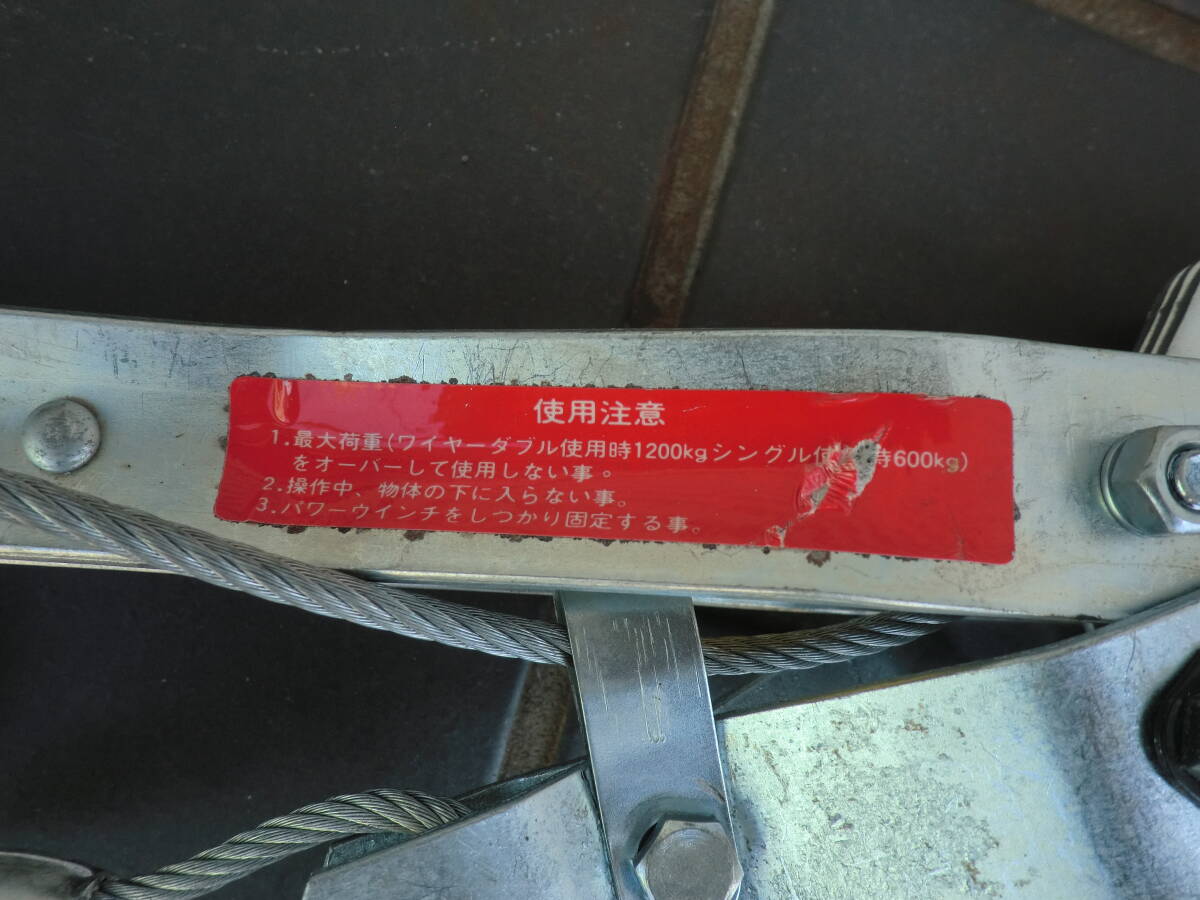 使用注意
1.最大荷重(ワイヤーダブル使用時1200kgシングル使 600kg)
をオーバーして使用しない事。
2.操作中、物体の下に入らない事。
3.パワーウインチをしつかり固定する事。